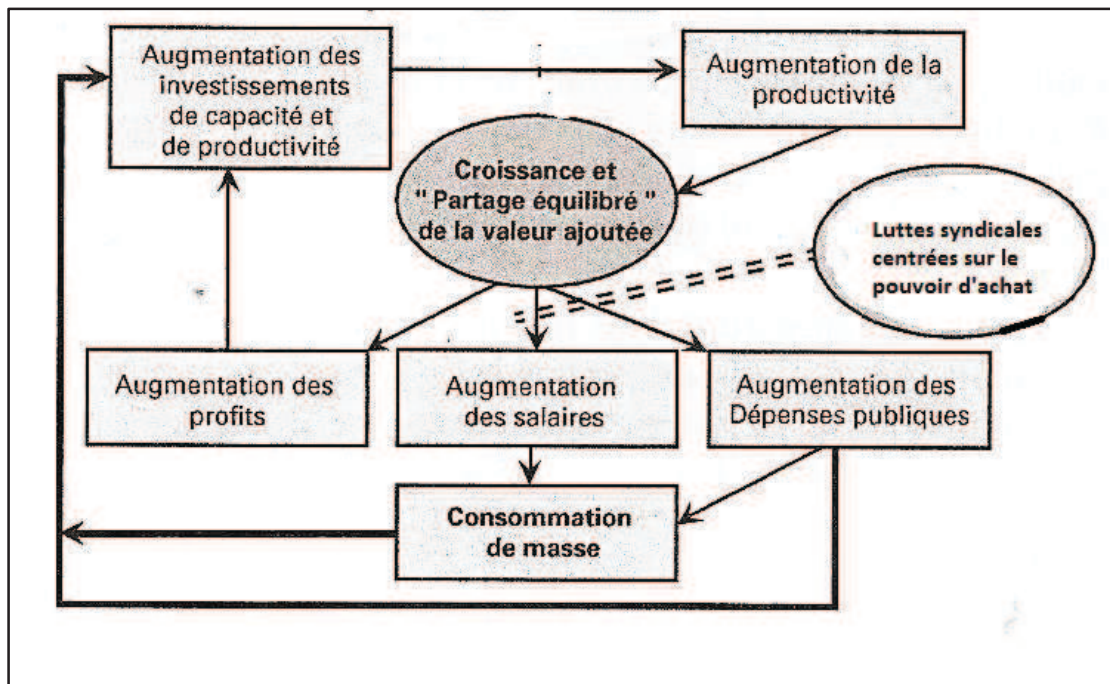 Augmentation des
investissements
de capacité et
de productivité
Augmentation de la
productivité
Croissance et
" Partage équilibré "
de la valeur ajoutée
Luttes syndicales
centrées sur le
pouvoir d'achat
Augmentation des
profits
Augmentation
des salaires
Augmentation des
Dépenses publiques
Consommation
de masse